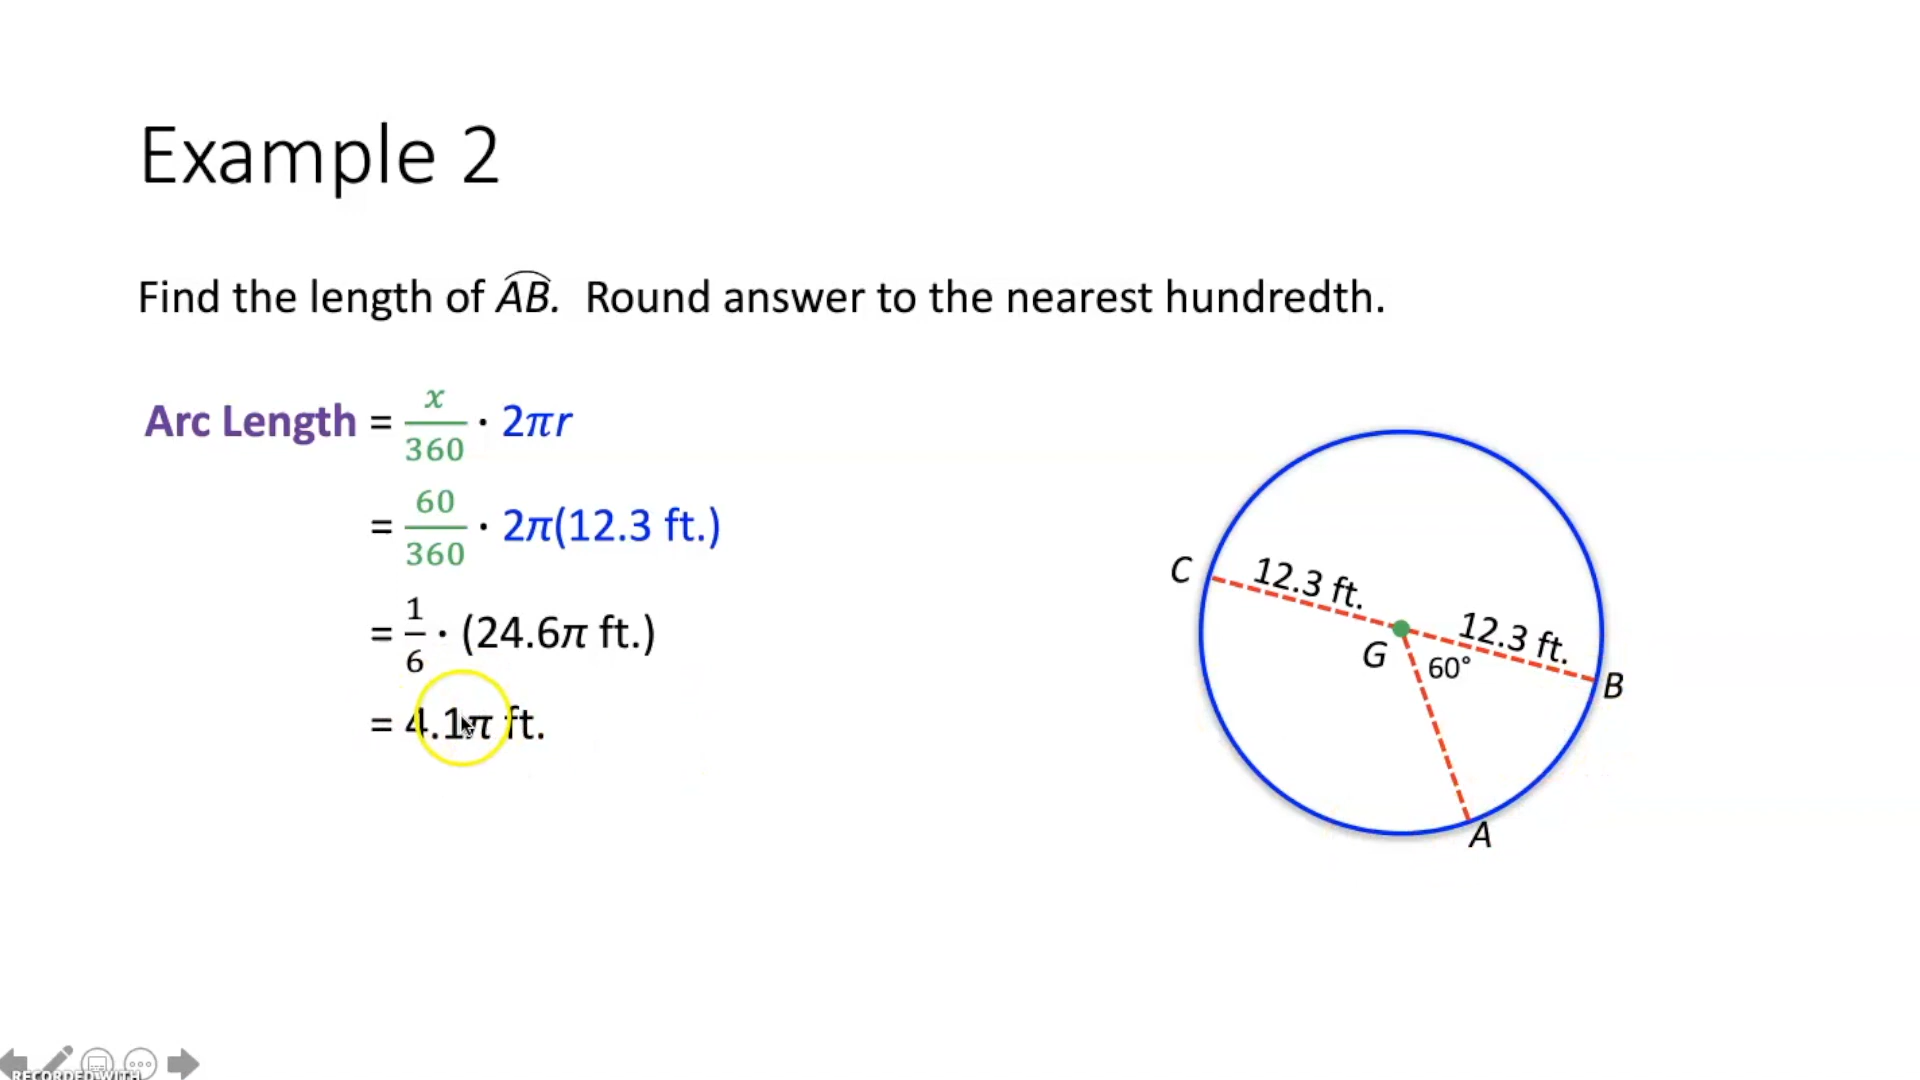 Example 2
Find the length of AB. Round answer to the nearest hundredth.
Arc Length = x/360 · 2πr
= 60/360 · 2π(12.3 ft.)
= 1/6 · (24.6π ft.)
= 4.1π ft.
C
12.3 ft.
12.3 ft.
G
60°
B
A
RECORDED WITH